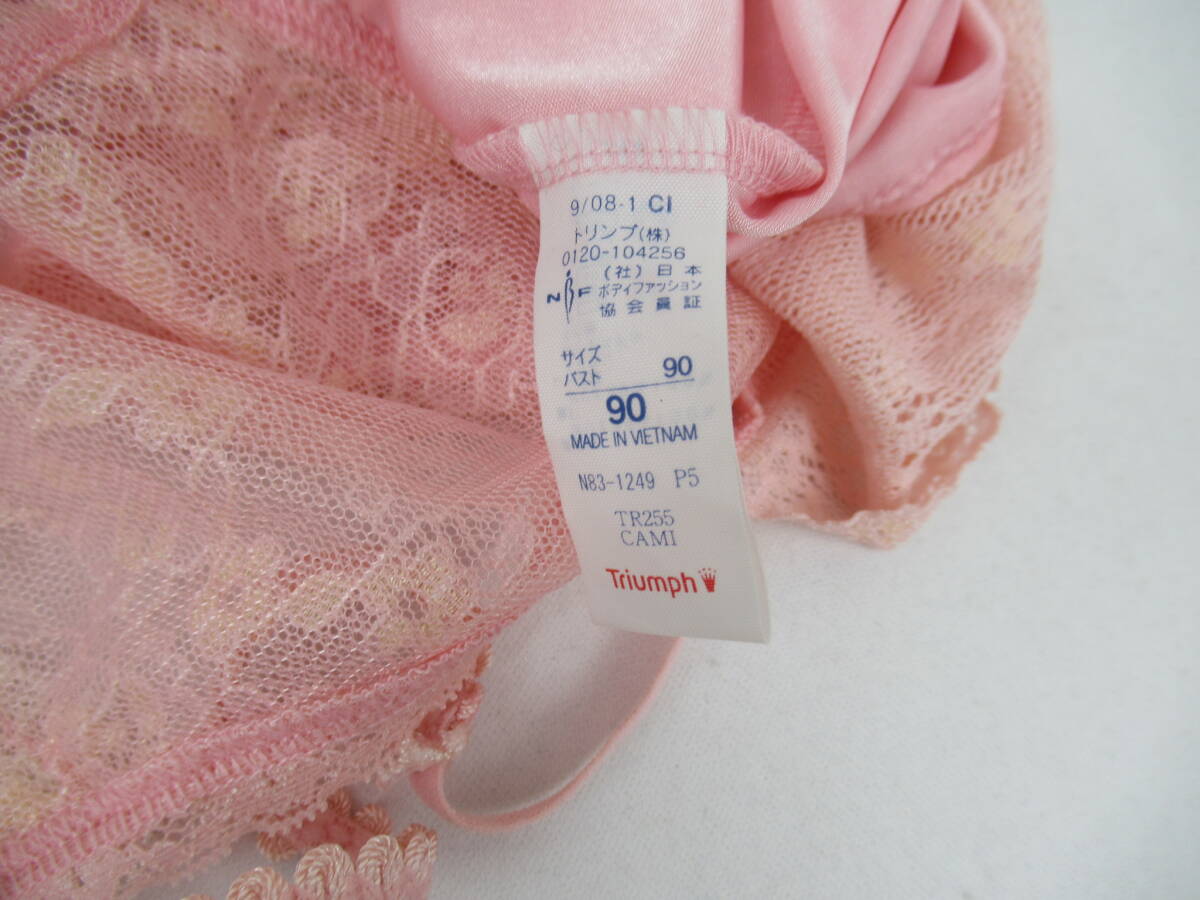 9/08-1 CI
トリンプ(株)
0120-104256
(社)日本
NBF ボディファッション
協会員証
サイズ
バスト 90
90
MADE IN VIETNAM
N83-1249 P5
TR255
CAMI
Triumph